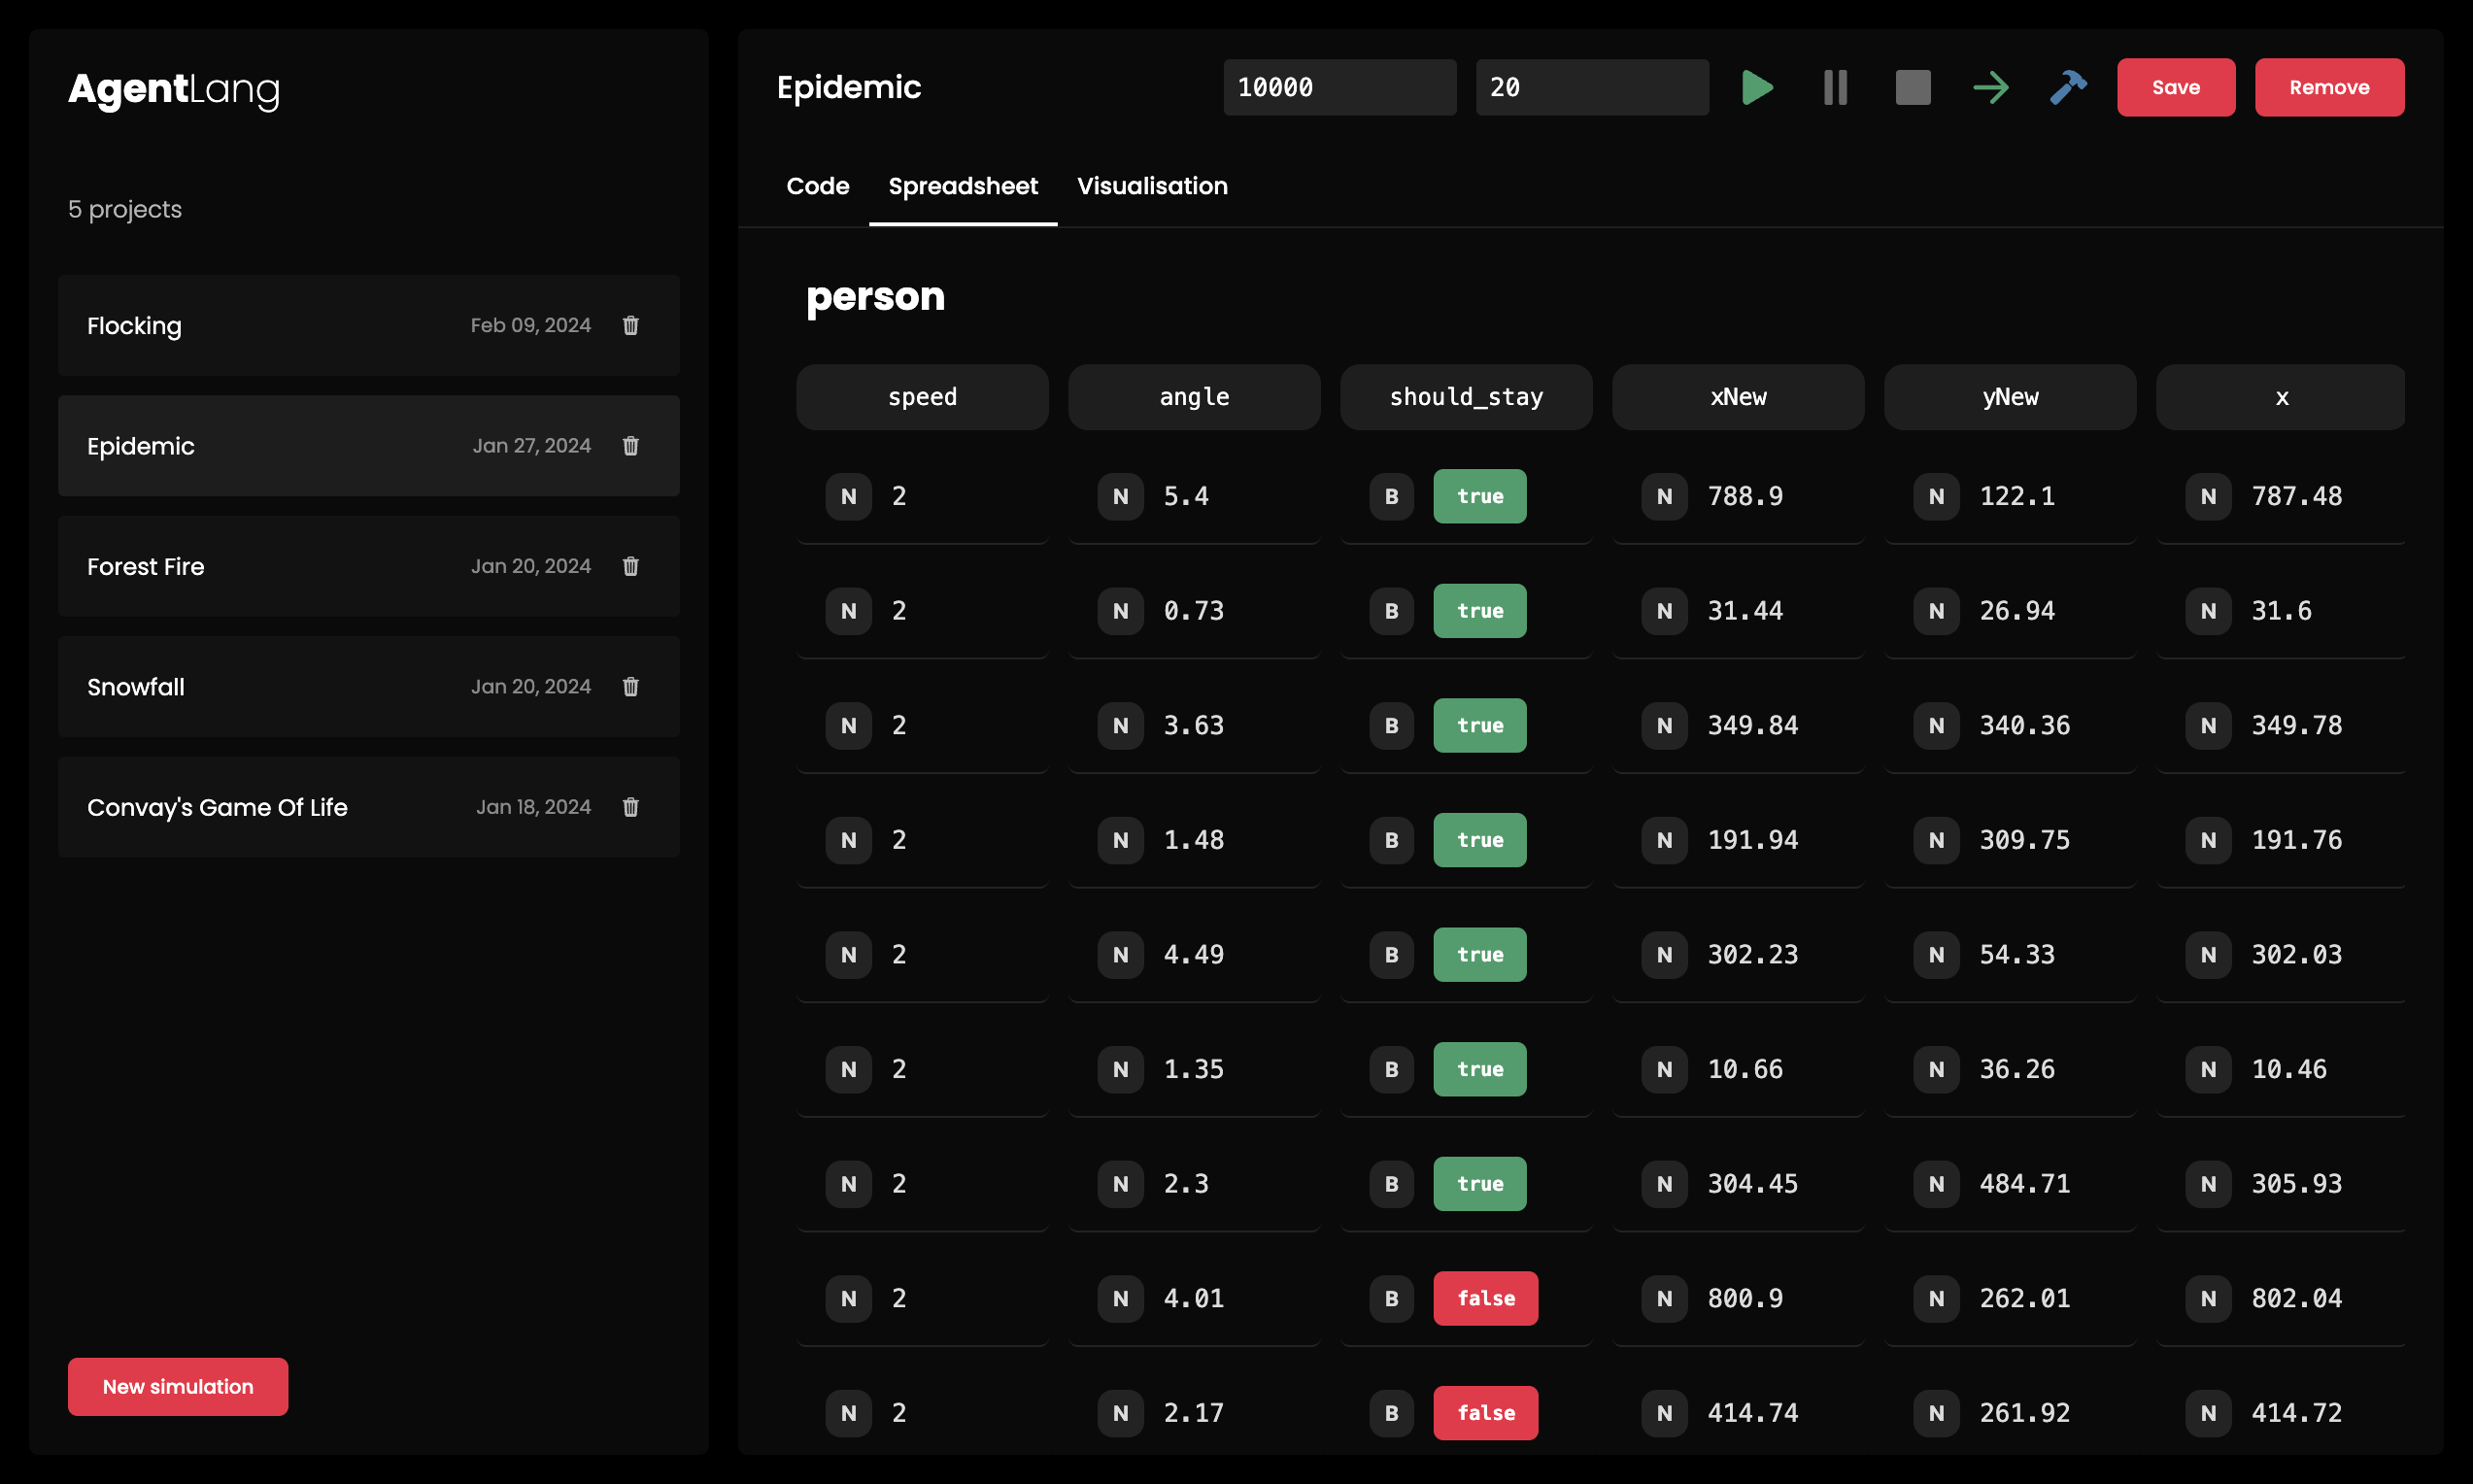 AgentLang
5 projects
Flocking Feb 09, 2024
Epidemic Jan 27, 2024
Forest Fire Jan 20, 2024
Snowfall Jan 20, 2024
Convay's Game Of Life Jan 18, 2024
New simulation
Epidemic 10000 20 Save Remove
Code Spreadsheet Visualisation
person
speed angle should_stay xNew yNew x
N 2 N 5.4 B true N 788.9 N 122.1 N 787.48
N 2 N 0.73 B true N 31.44 N 26.94 N 31.6
N 2 N 3.63 B true N 349.84 N 340.36 N 349.78
N 2 N 1.48 B true N 191.94 N 309.75 N 191.76
N 2 N 4.49 B true N 302.23 N 54.33 N 302.03
N 2 N 1.35 B true N 10.66 N 36.26 N 10.46
N 2 N 2.3 B true N 304.45 N 484.71 N 305.93
N 2 N 4.01 B false N 800.9 N 262.01 N 802.04
N 2 N 2.17 B false N 414.74 N 261.92 N 414.72